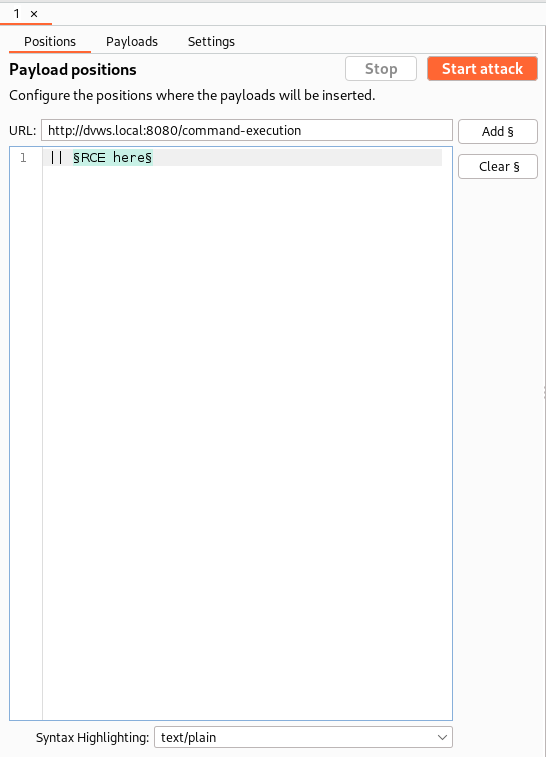 1 ×
Positions Payloads Settings
Payload positions Stop Start attack
Configure the positions where the payloads will be inserted.
URL: http://dvws.local:8080/command-execution Add §
1 || §RCE here§
Clear §
Syntax Highlighting: text/plain